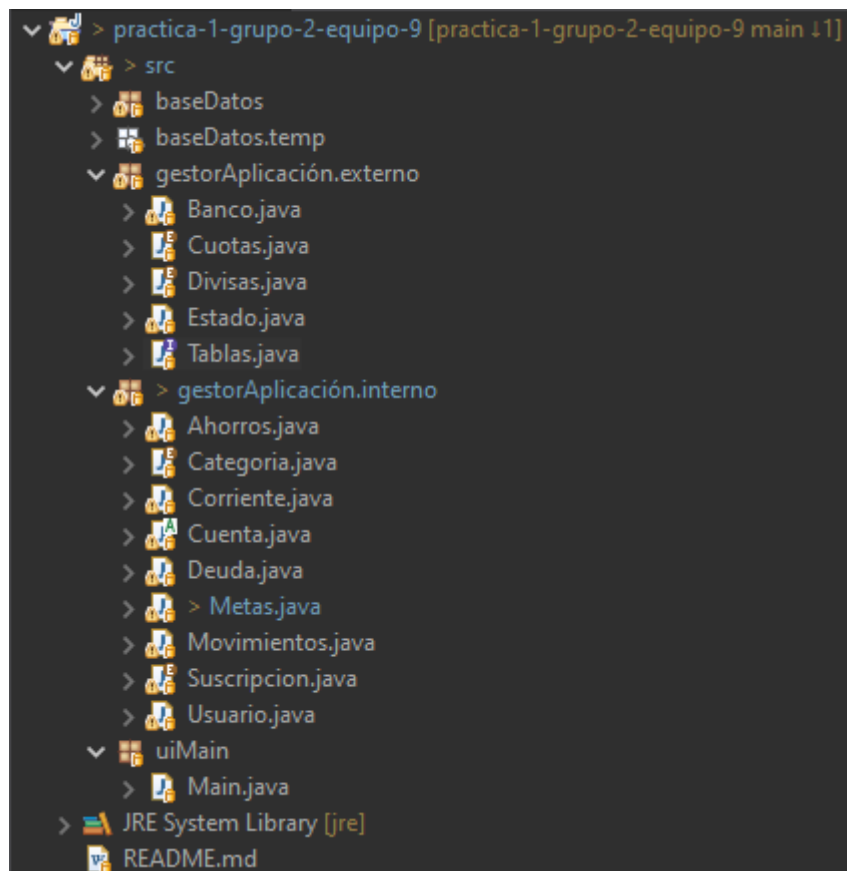 > practica-1-grupo-2-equipo-9 [practica-1-grupo-2-equipo-9 main ↓1]
> src
baseDatos
baseDatos.temp
gestorAplicación.externo
Banco.java
Cuotas.java
Divisas.java
Estado.java
Tablas.java
> gestorAplicación.interno
Ahorros.java
Categoria.java
Corriente.java
Cuenta.java
Deuda.java
> Metas.java
Movimientos.java
Suscripcion.java
Usuario.java
uiMain
Main.java
JRE System Library [jre]
README.md